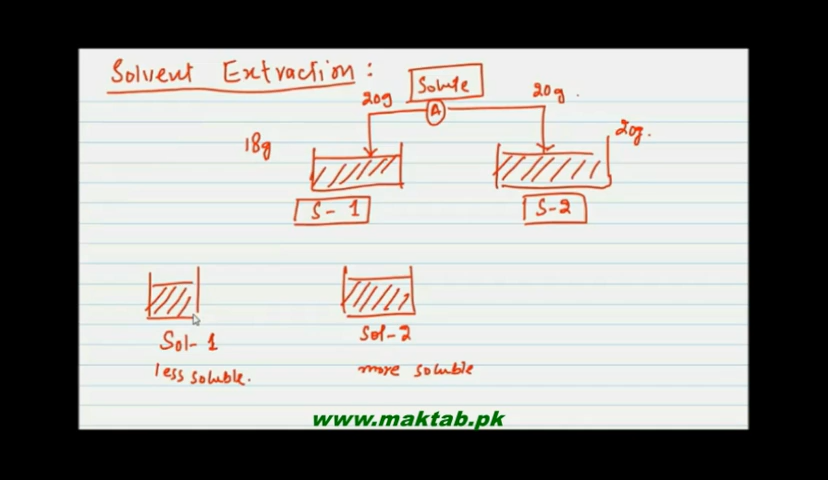 Solvent Extraction:
Solute
20g
A
20g.
18g
20g.
S-1
S-2
Sol-1
less soluble.
Sol-2
more soluble
www.maktab.pk